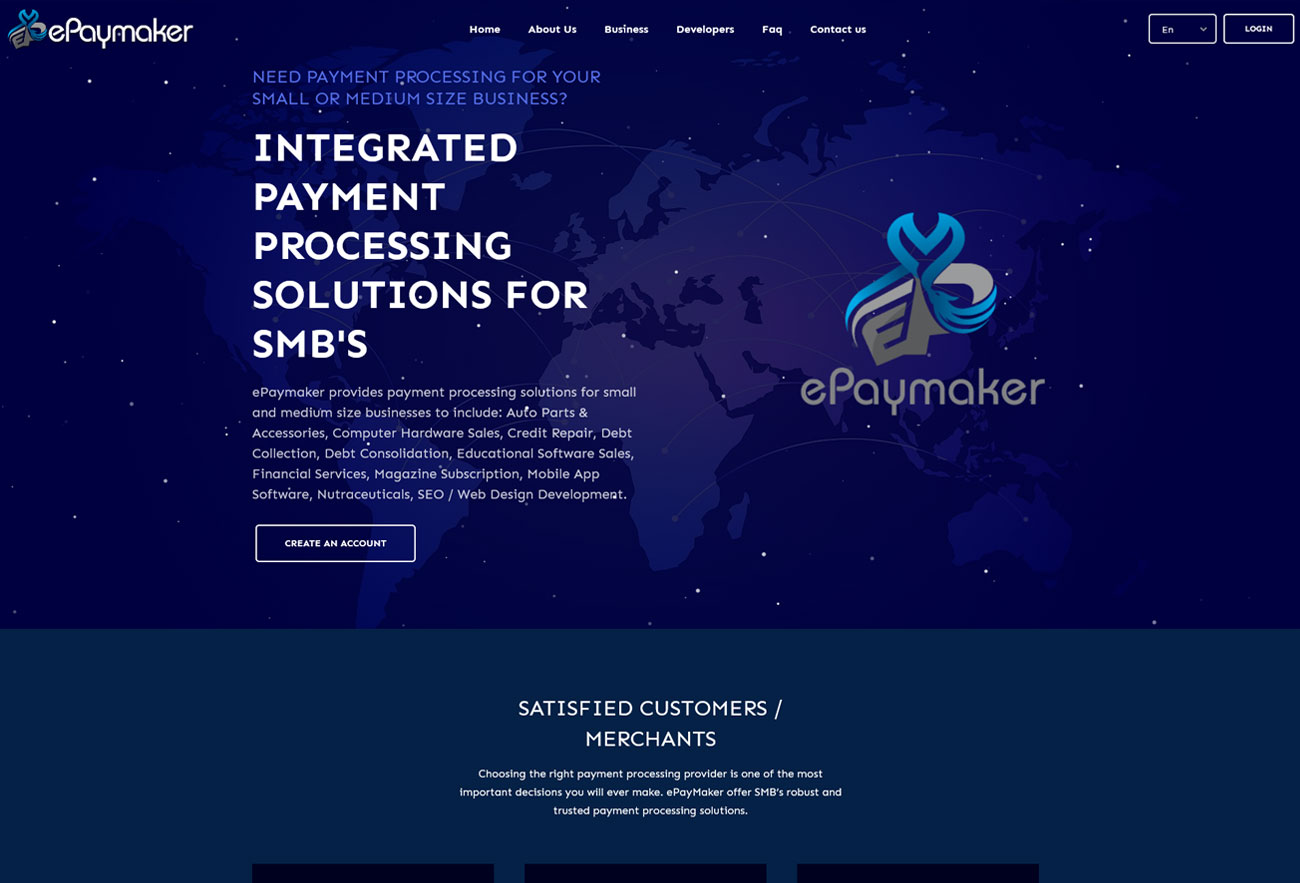 ePaymaker
Home
About Us
Business
Developers
Faq
Contact us
En
LOGIN
NEED PAYMENT PROCESSING FOR YOUR
SMALL OR MEDIUM SIZE BUSINESS?
INTEGRATED
PAYMENT
PROCESSING
SOLUTIONS FOR
SMB'S
ePaymaker provides payment processing solutions for small
and medium size businesses to include: Auto Parts &
Accessories, Computer Hardware Sales, Credit Repair, Debt
Collection, Debt Consolidation, Educational Software Sales,
Financial Services, Magazine Subscription, Mobile App
Software, Nutraceuticals, SEO / Web Design Development.
CREATE AN ACCOUNT
EP
ePaymaker
SATISFIED CUSTOMERS /
MERCHANTS
Choosing the right payment processing provider is one of the most
important decisions you will ever make. ePayMaker offer SMB's robust and
trusted payment processing solutions.